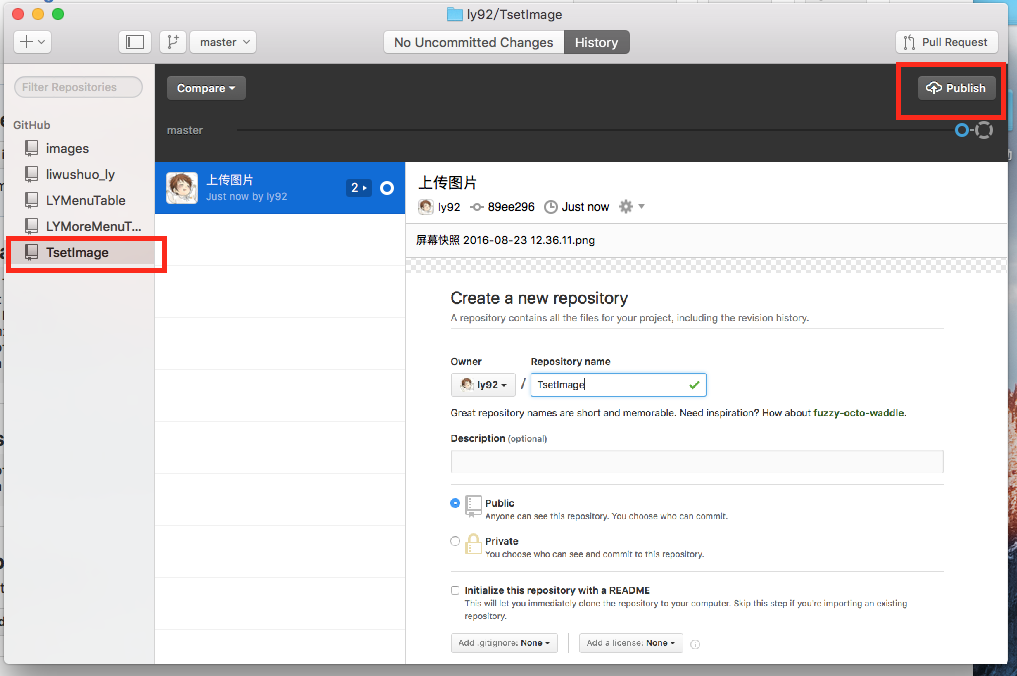 ly92/TsetImage
master
No Uncommitted Changes
History
Pull Request
Filter Repositories
Compare
Publish
GitHub
master
images
liwushuo_ly
LYMenuTable
LYMoreMenuT...
TsetImage
上传图片
2
Just now by ly92
上传图片
ly92 89ee296 Just now
屏幕快照 2016-08-23 12.36.11.png
Create a new repository
A repository contains all the files for your project, including the revision history.
Owner Repository name
ly92 / TsetImage
Great repository names are short and memorable. Need inspiration? How about fuzzy-octo-waddle.
Description (optional)
Public
Anyone can see this repository. You choose who can commit.
Private
You choose who can see and commit to this repository.
Initialize this repository with a README
This will let you immediately clone the repository to your computer. Skip this step if you're importing an existing
repository.
Add .gitignore: None
Add a license: None